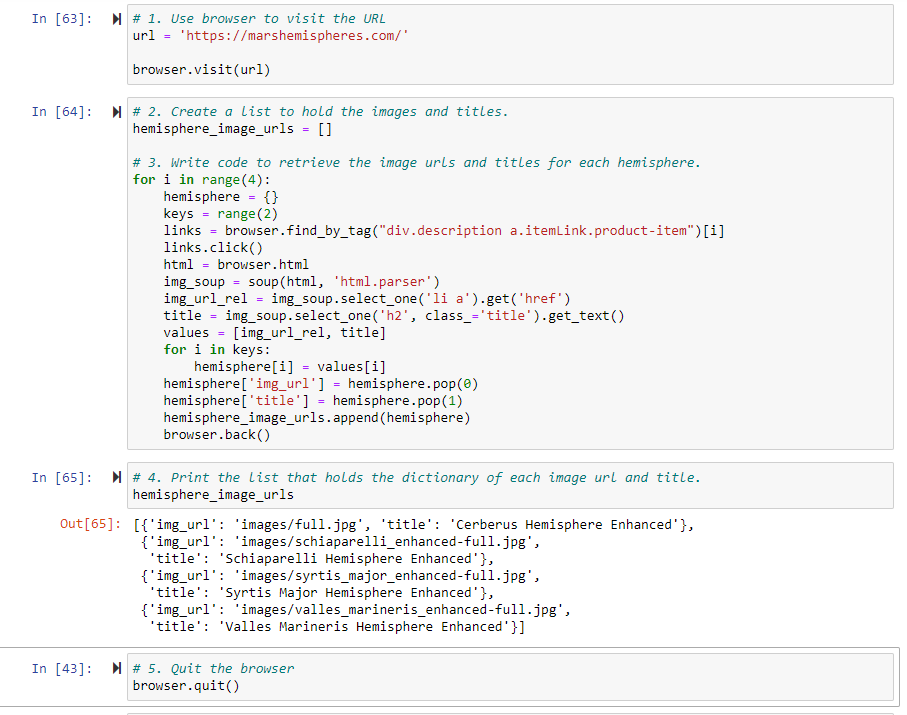 In [63]:
# 1. Use browser to visit the URL
url = 'https://marshemispheres.com/'
browser.visit(url)
In [64]:
# 2. Create a list to hold the images and titles.
hemisphere_image_urls = []
# 3. Write code to retrieve the image urls and titles for each hemisphere.
for i in range(4):
    hemisphere = {}
    keys = range(2)
    links = browser.find_by_tag("div.description a.itemLink.product-item")[i]
    links.click()
    html = browser.html
    img_soup = soup(html, 'html.parser')
    img_url_rel = img_soup.select_one('li a').get('href')
    title = img_soup.select_one('h2', class_='title').get_text()
    values = [img_url_rel, title]
    for i in keys:
        hemisphere[i] = values[i]
    hemisphere['img_url'] = hemisphere.pop(0)
    hemisphere['title'] = hemisphere.pop(1)
    hemisphere_image_urls.append(hemisphere)
    browser.back()
In [65]:
# 4. Print the list that holds the dictionary of each image url and title.
hemisphere_image_urls
Out[65]:
[{'img_url': 'images/full.jpg', 'title': 'Cerberus Hemisphere Enhanced'},
 {'img_url': 'images/schiaparelli_enhanced-full.jpg',
  'title': 'Schiaparelli Hemisphere Enhanced'},
 {'img_url': 'images/syrtis_major_enhanced-full.jpg',
  'title': 'Syrtis Major Hemisphere Enhanced'},
 {'img_url': 'images/valles_marineris_enhanced-full.jpg',
  'title': 'Valles Marineris Hemisphere Enhanced'}]
In [43]:
# 5. Quit the browser
browser.quit()